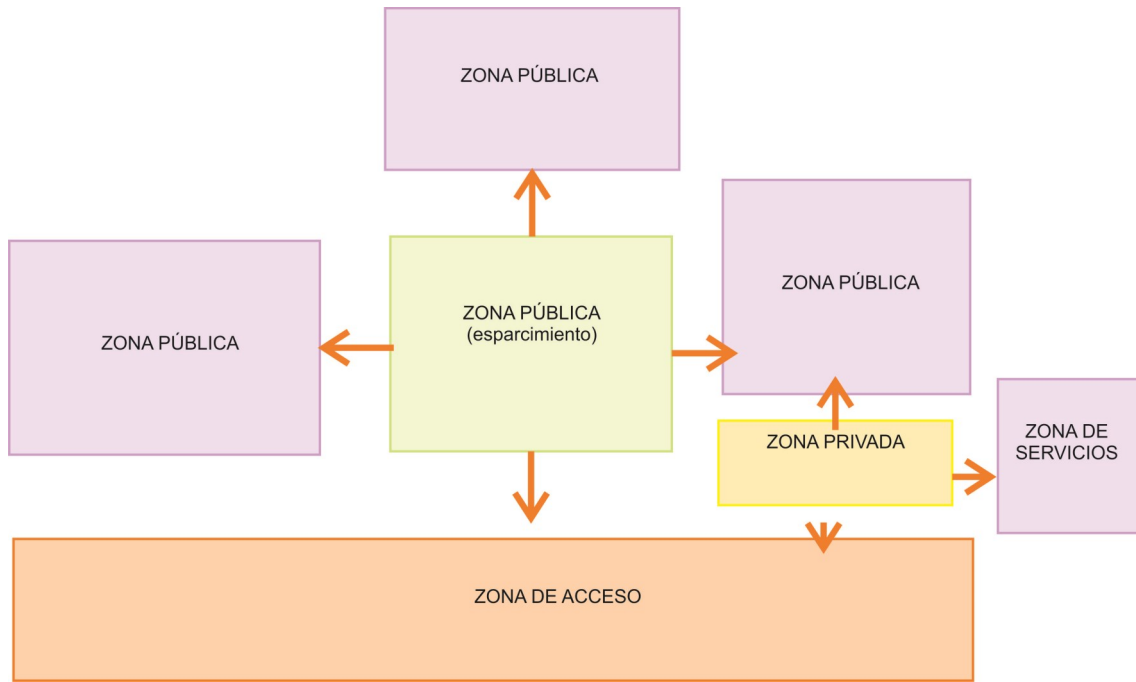 ZONA PÚBLICA
ZONA PÚBLICA
ZONA PÚBLICA
(esparcimiento)
ZONA PÚBLICA
ZONA PRIVADA
ZONA DE
SERVICIOS
ZONA DE ACCESO